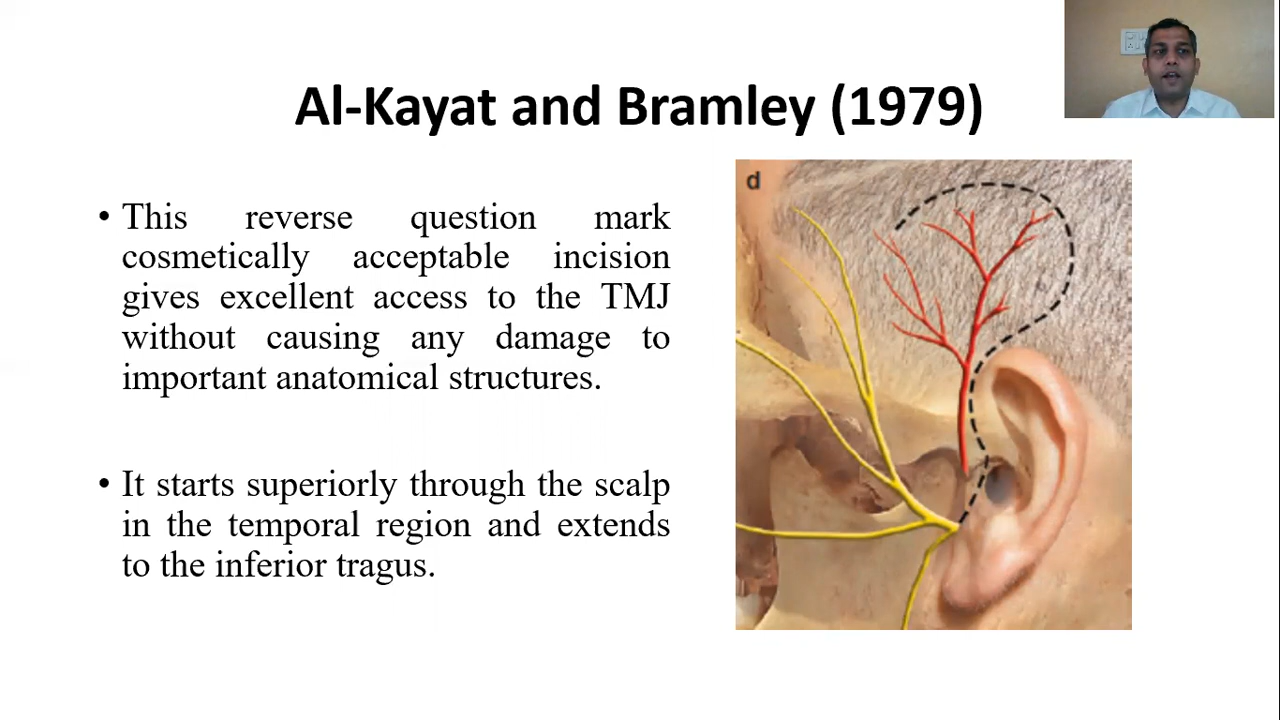 Al-Kayat and Bramley (1979)
• This reverse question mark
cosmetically acceptable incision
gives excellent access to the TMJ
without causing any damage to
important anatomical structures.
• It starts superiorly through the scalp
in the temporal region and extends
to the inferior tragus.
d